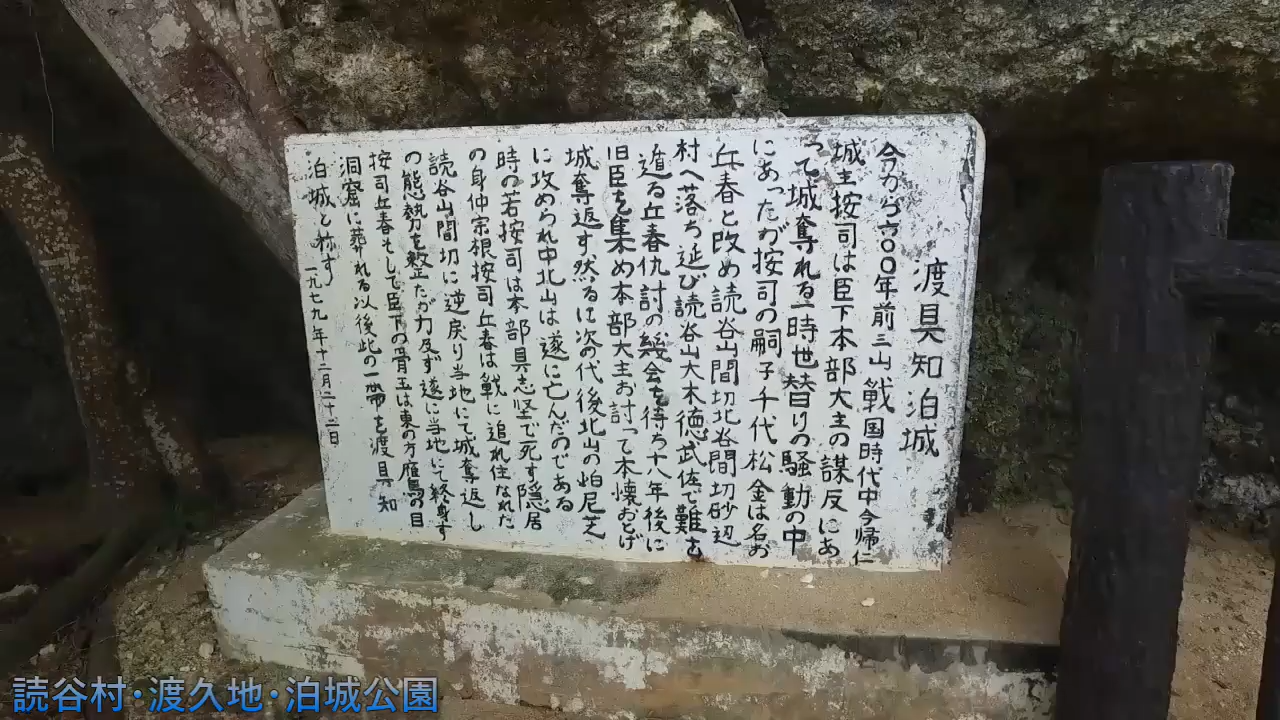 渡具知泊城
今から六〇〇年前三山戦国時代中今帰仁
城主按司は臣下本部大主の謀反にあ
って城奪れる一時世替りの騒動の中
にあったが按司の嗣子千代松金は名お
丘春と改め読谷山間切北谷間切砂辺
村へ落ち延び読谷山大木徳武佐で難を
遁る丘春仇討の幾会を待ち十八年後に
旧臣を集め本部大主お討って本懐おとげ
城奪返す然るに次の代後北山の怕尼芝
に攻められ中北山は遂に亡んだのである
時の若按司は本部具志堅で死す隠居
の身仲宗根按司丘春は戦に追れ住なれた
読谷山間切に逆戻り当地にて城奪返し
の態勢を整たが力及ず遂に当地にて終身す
按司丘春そして臣下の骨玉は東の方雁馬の目
洞窟に葬れる以後此の一帯を渡具知
泊城と称す
一九七九年十二月二十二日
読谷村・渡久地・泊城公園